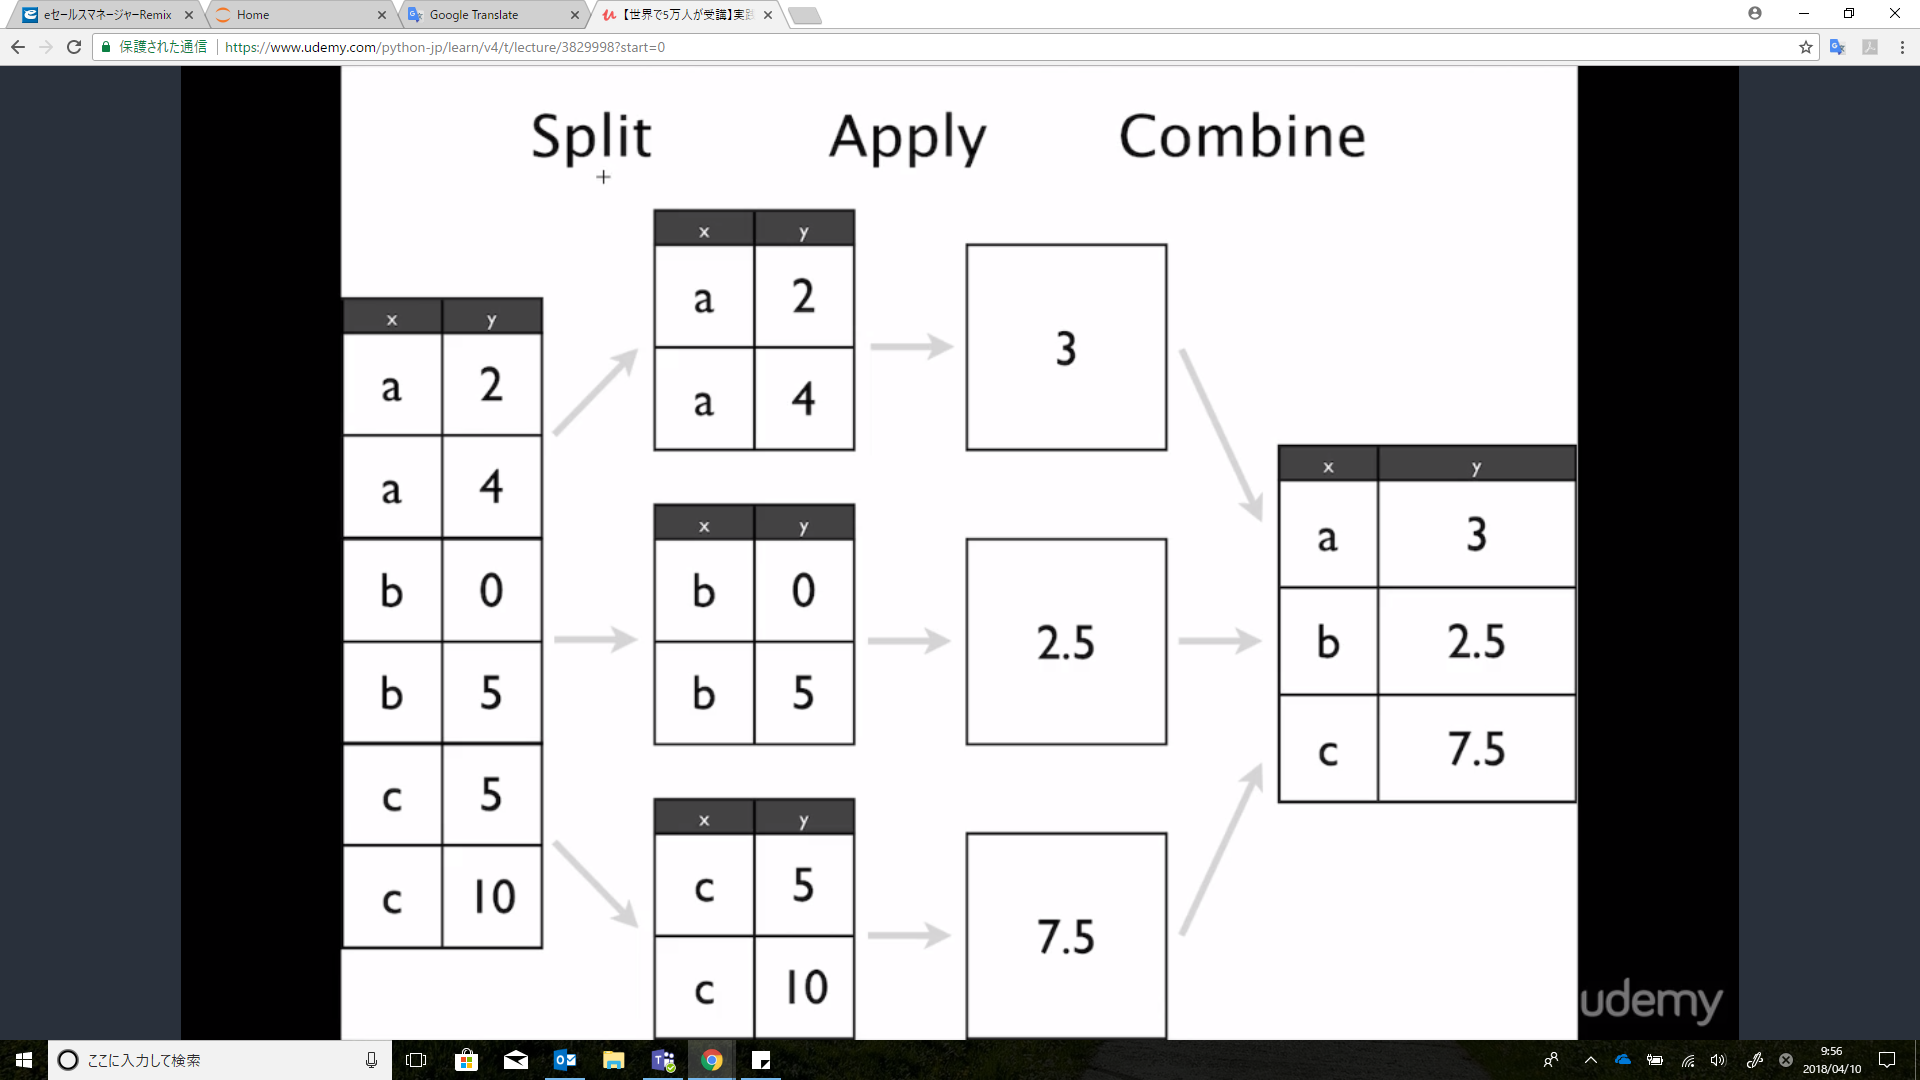 eセールスマネージャーRemix
Home
Google Translate
【世界で5万人が受講】実践
保護された通信
https://www.udemy.com/python-jp/learn/v4/t/lecture/3829998?start=0
Split Apply Combine
x y
a 2
a 4
b 0
b 5
c 5
c 10
x y
a 2
a 4
x y
b 0
b 5
x y
c 5
c 10
3
2.5
7.5
x y
a 3
b 2.5
c 7.5
udemy
ここに入力して検索
9:56
2018/04/10